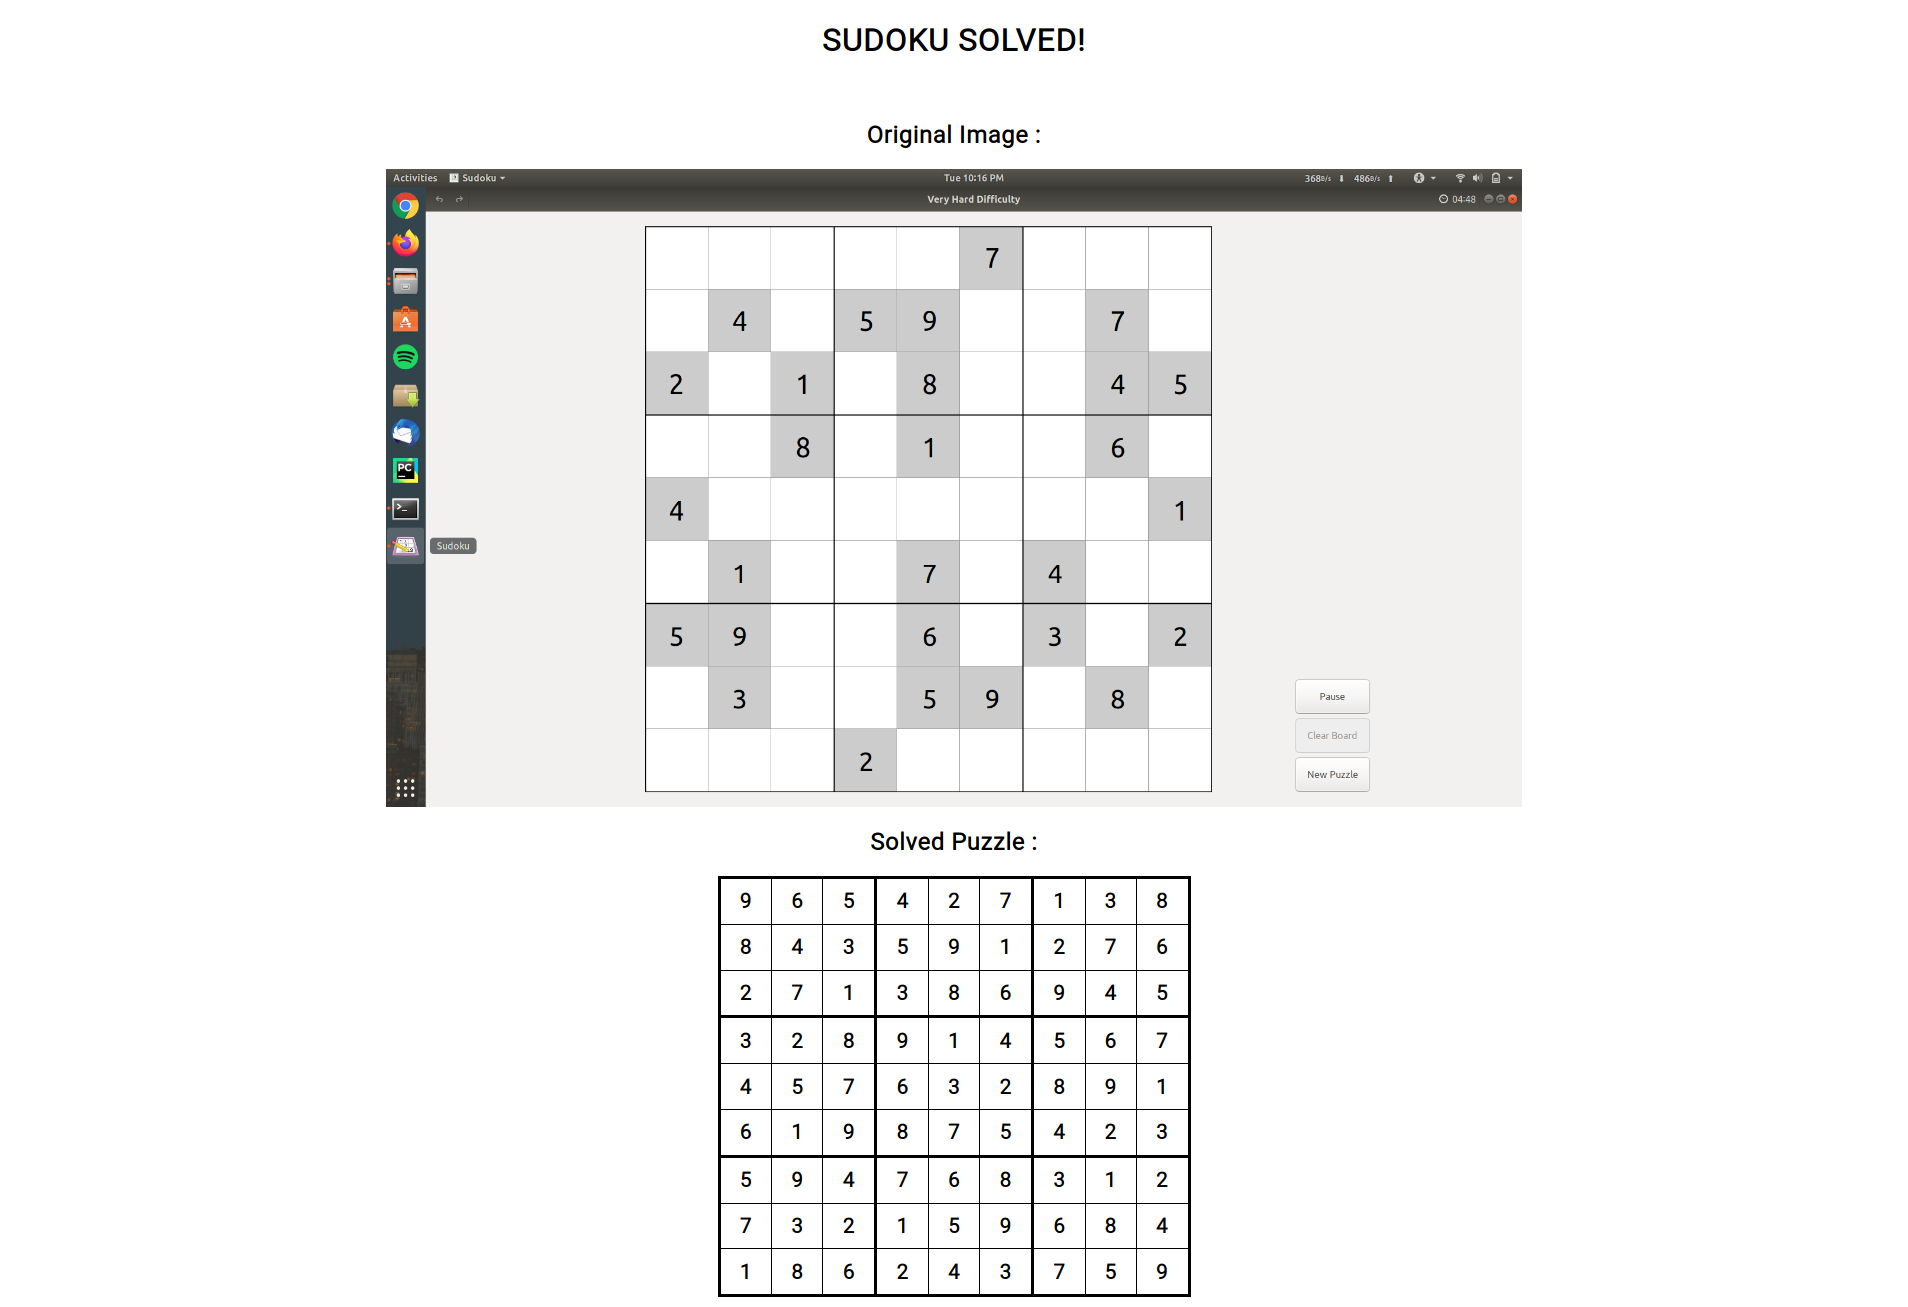 SUDOKU SOLVED!
Original Image :
Activities Sudoku Tue 10:16 PM 368B/s 486B/s
Very Hard Difficulty 04:48
7
4 5 9 7
2 1 8 4 5
8 1 6
4 1
PC
Sudoku
1 7 4
5 9 6 3 2
3 5 9 8
2
Pause
Clear Board
New Puzzle
Solved Puzzle :
9 6 5 4 2 7 1 3 8
8 4 3 5 9 1 2 7 6
2 7 1 3 8 6 9 4 5
3 2 8 9 1 4 5 6 7
4 5 7 6 3 2 8 9 1
6 1 9 8 7 5 4 2 3
5 9 4 7 6 8 3 1 2
7 3 2 1 5 9 6 8 4
1 8 6 2 4 3 7 5 9